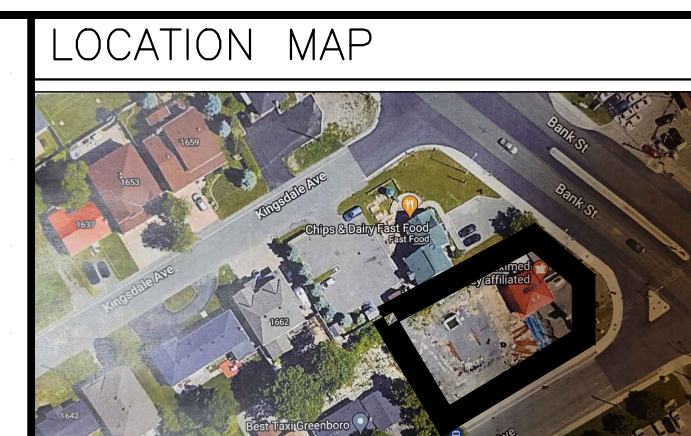 LOCATION MAP
1659
Bank St
1653
Kingsdale Ave
Bank St
1637
Chips & Dairy Fast Food
Fast Food
affiliated
Kingsdale Ave
1662
1642
Best Taxi Greenboro